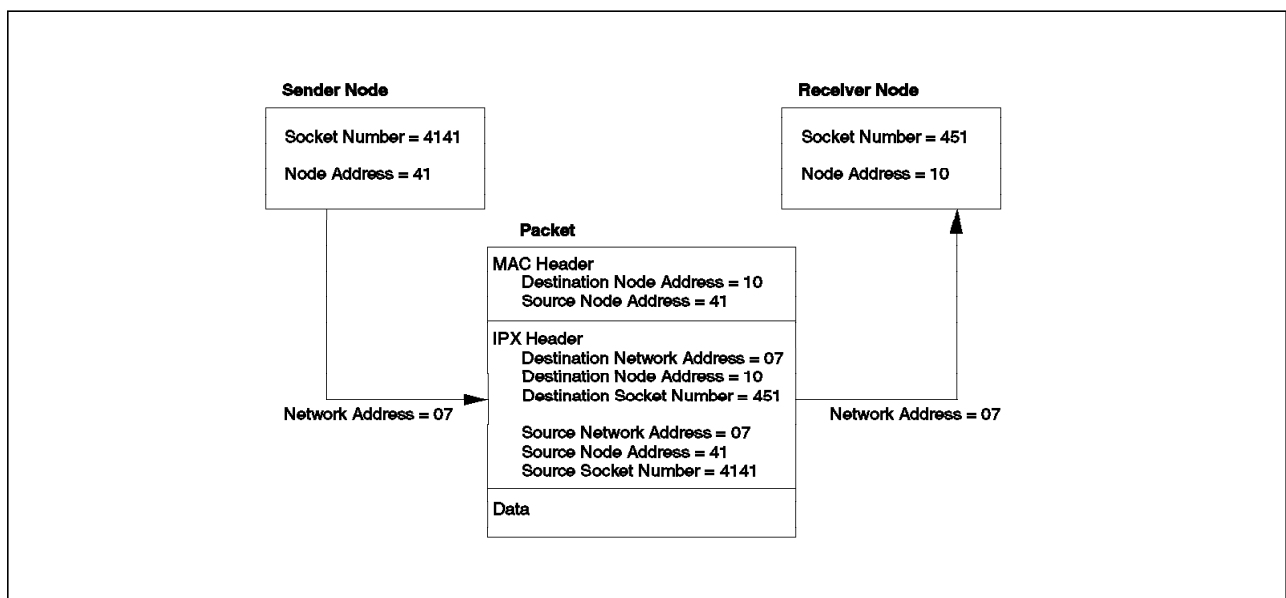 Sender Node
Socket Number = 4141
Node Address = 41
Receiver Node
Socket Number = 451
Node Address = 10
Packet
MAC Header
Destination Node Address = 10
Source Node Address = 41
IPX Header
Destination Network Address = 07
Destination Node Address = 10
Destination Socket Number = 451
Source Network Address = 07
Source Node Address = 41
Source Socket Number = 4141
Data
Network Address = 07
Network Address = 07